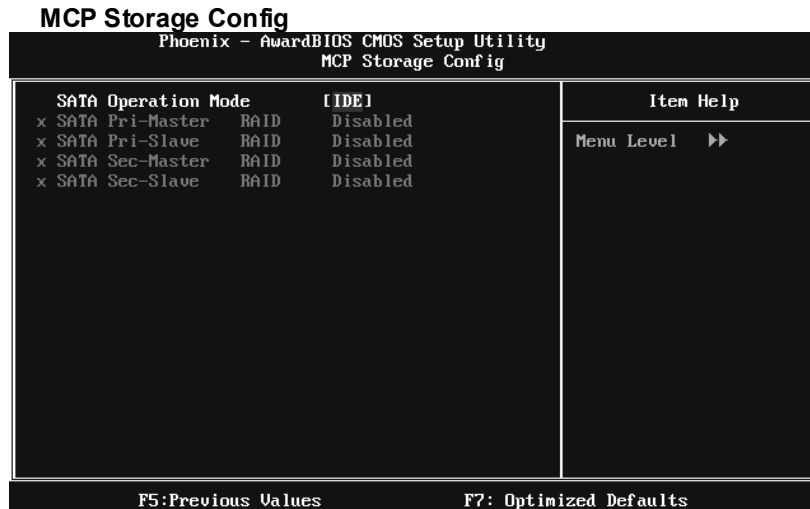 MCP Storage Config
Phoenix - AwardBIOS CMOS Setup Utility
MCP Storage Config
SATA Operation Mode [IDE]
x SATA Pri-Master RAID Disabled
x SATA Pri-Slave RAID Disabled
x SATA Sec-Master RAID Disabled
x SATA Sec-Slave RAID Disabled
Item Help
Menu Level ▶▶
F5:Previous Values F7: Optimized Defaults